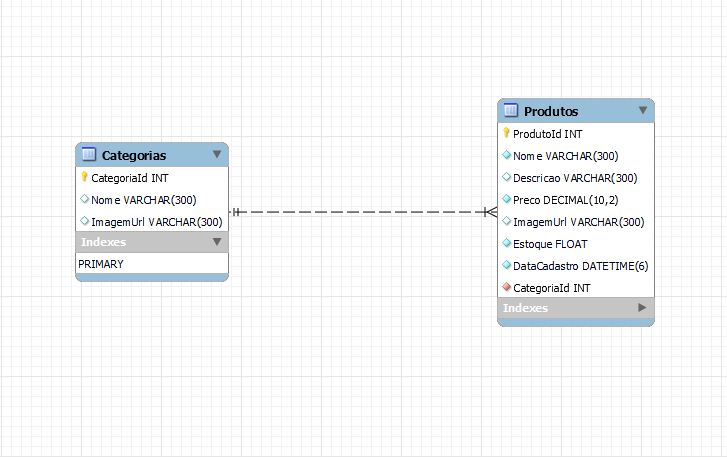 Categorias
CategoriaId INT
Nome VARCHAR(300)
ImagemUrl VARCHAR(300)
Indexes
PRIMARY
Produtos
ProdutoId INT
Nome VARCHAR(300)
Descricao VARCHAR(300)
Preco DECIMAL(10,2)
ImagemUrl VARCHAR(300)
Estoque FLOAT
DataCadastro DATETIME(6)
CategoriaId INT
Indexes